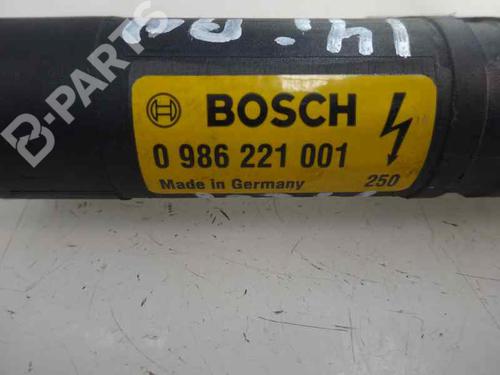 BOSCH
0 986 221 001
Made in Germany 250
B-PARTS